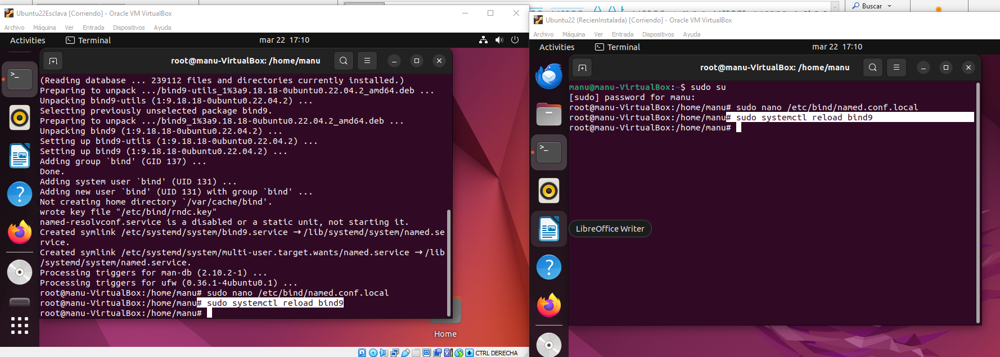 Buscar
Ubuntu22Esclava [Corriendo] - Oracle VM VirtualBox
Archivo Máquina Ver Entrada Dispositivos Ayuda
Activities Terminal mar 22 17:10
root@manu-VirtualBox: /home/manu
(Reading database ... 239112 files and directories currently installed.)
Preparing to unpack .../bind9-utils_1%3a9.18.18-0ubuntu0.22.04.2_amd64.deb ...
Unpacking bind9-utils (1:9.18.18-0ubuntu0.22.04.2) ...
Selecting previously unselected package bind9.
Preparing to unpack .../bind9_1%3a9.18.18-0ubuntu0.22.04.2_amd64.deb ...
Unpacking bind9 (1:9.18.18-0ubuntu0.22.04.2) ...
Setting up bind9-utils (1:9.18.18-0ubuntu0.22.04.2) ...
Setting up bind9 (1:9.18.18-0ubuntu0.22.04.2) ...
Adding group `bind' (GID 137) ...
Done.
Adding system user `bind' (UID 131) ...
Adding new user `bind' (UID 131) with group `bind' ...
Not creating home directory `/var/cache/bind'.
wrote key file "/etc/bind/rndc.key"
named-resolvconf.service is a disabled or a static unit, not starting it.
Created symlink /etc/systemd/system/bind9.service → /lib/systemd/system/named.se
rvice.
Created symlink /etc/systemd/system/multi-user.target.wants/named.service → /lib
/systemd/system/named.service.
Processing triggers for man-db (2.10.2-1) ...
Processing triggers for ufw (0.36.1-4ubuntu0.1) ...
root@manu-VirtualBox:/home/manu# sudo nano /etc/bind/named.conf.local
root@manu-VirtualBox:/home/manu# sudo systemctl reload bind9
root@manu-VirtualBox:/home/manu#
Home
CTRL DERECHA
Ubuntu22 (RecienInstalada) [Corriendo] - Oracle VM VirtualBox
Archivo Máquina Ver Entrada Dispositivos Ayuda
Activities Terminal mar 22 17:10
root@manu-VirtualBox: /home/manu
manu@manu-VirtualBox:~$ sudo su
[sudo] password for manu:
root@manu-VirtualBox:/home/manu# sudo nano /etc/bind/named.conf.local
root@manu-VirtualBox:/home/manu# sudo systemctl reload bind9
root@manu-VirtualBox:/home/manu#
LibreOffice Writer